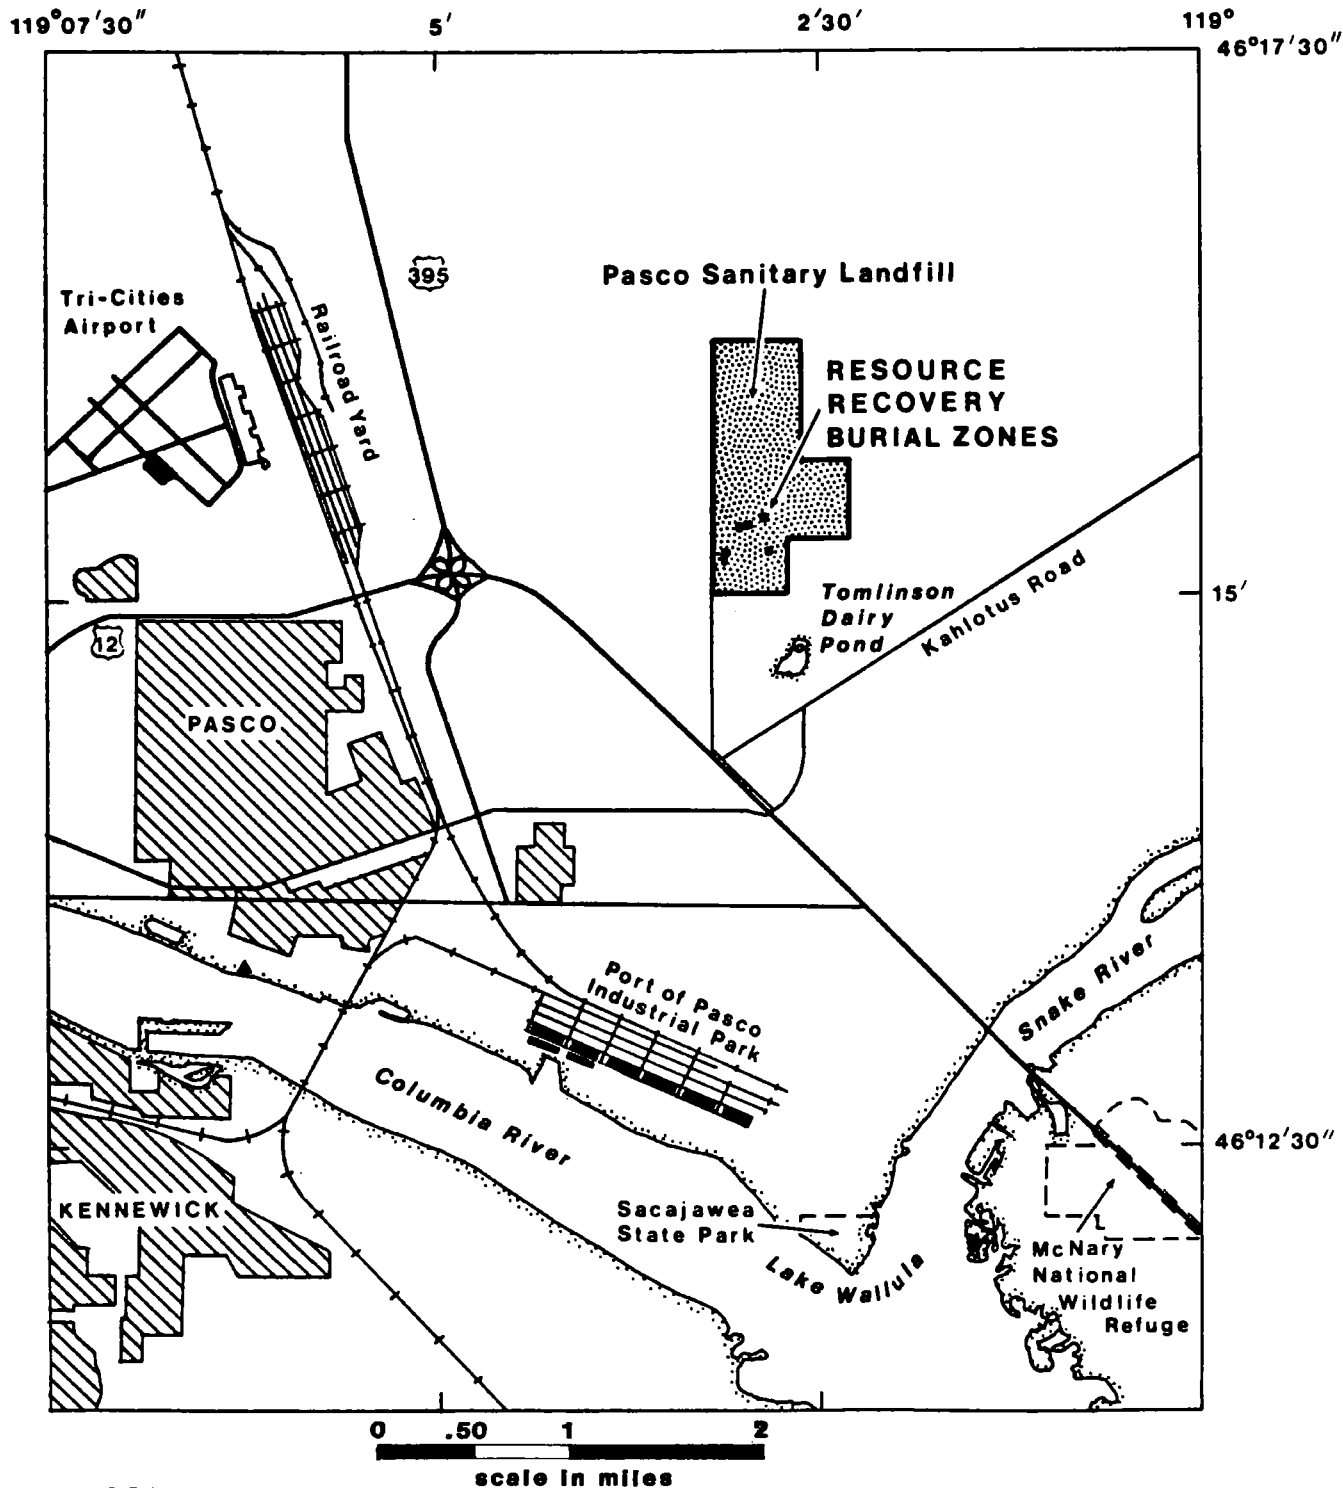 119°07'30" 5' 2'30" 119°
46°17'30"
395
Pasco Sanitary Landfill
Tri-Cities
Airport
Railroad Yard
RESOURCE
RECOVERY
BURIAL ZONES
Tomlinson
Dairy
Pond
Kahlotus Road
15'
12
PASCO
Snake River
Port of Pasco
Industrial Park
Columbia River
46°12'30"
KENNEWICK
Sacajawea
State Park
Lake Wallula
McNary
National
Wildlife
Refuge
0 .50 1 2
scale in miles